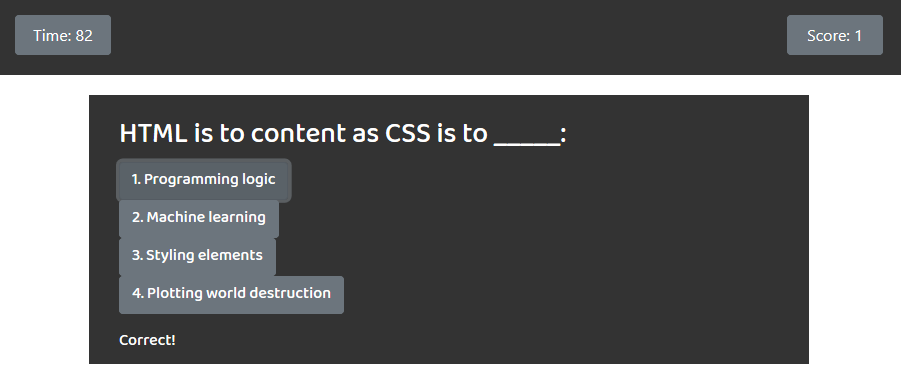 Time: 82
Score: 1
HTML is to content as CSS is to _____:
1. Programming logic
2. Machine learning
3. Styling elements
4. Plotting world destruction
Correct!